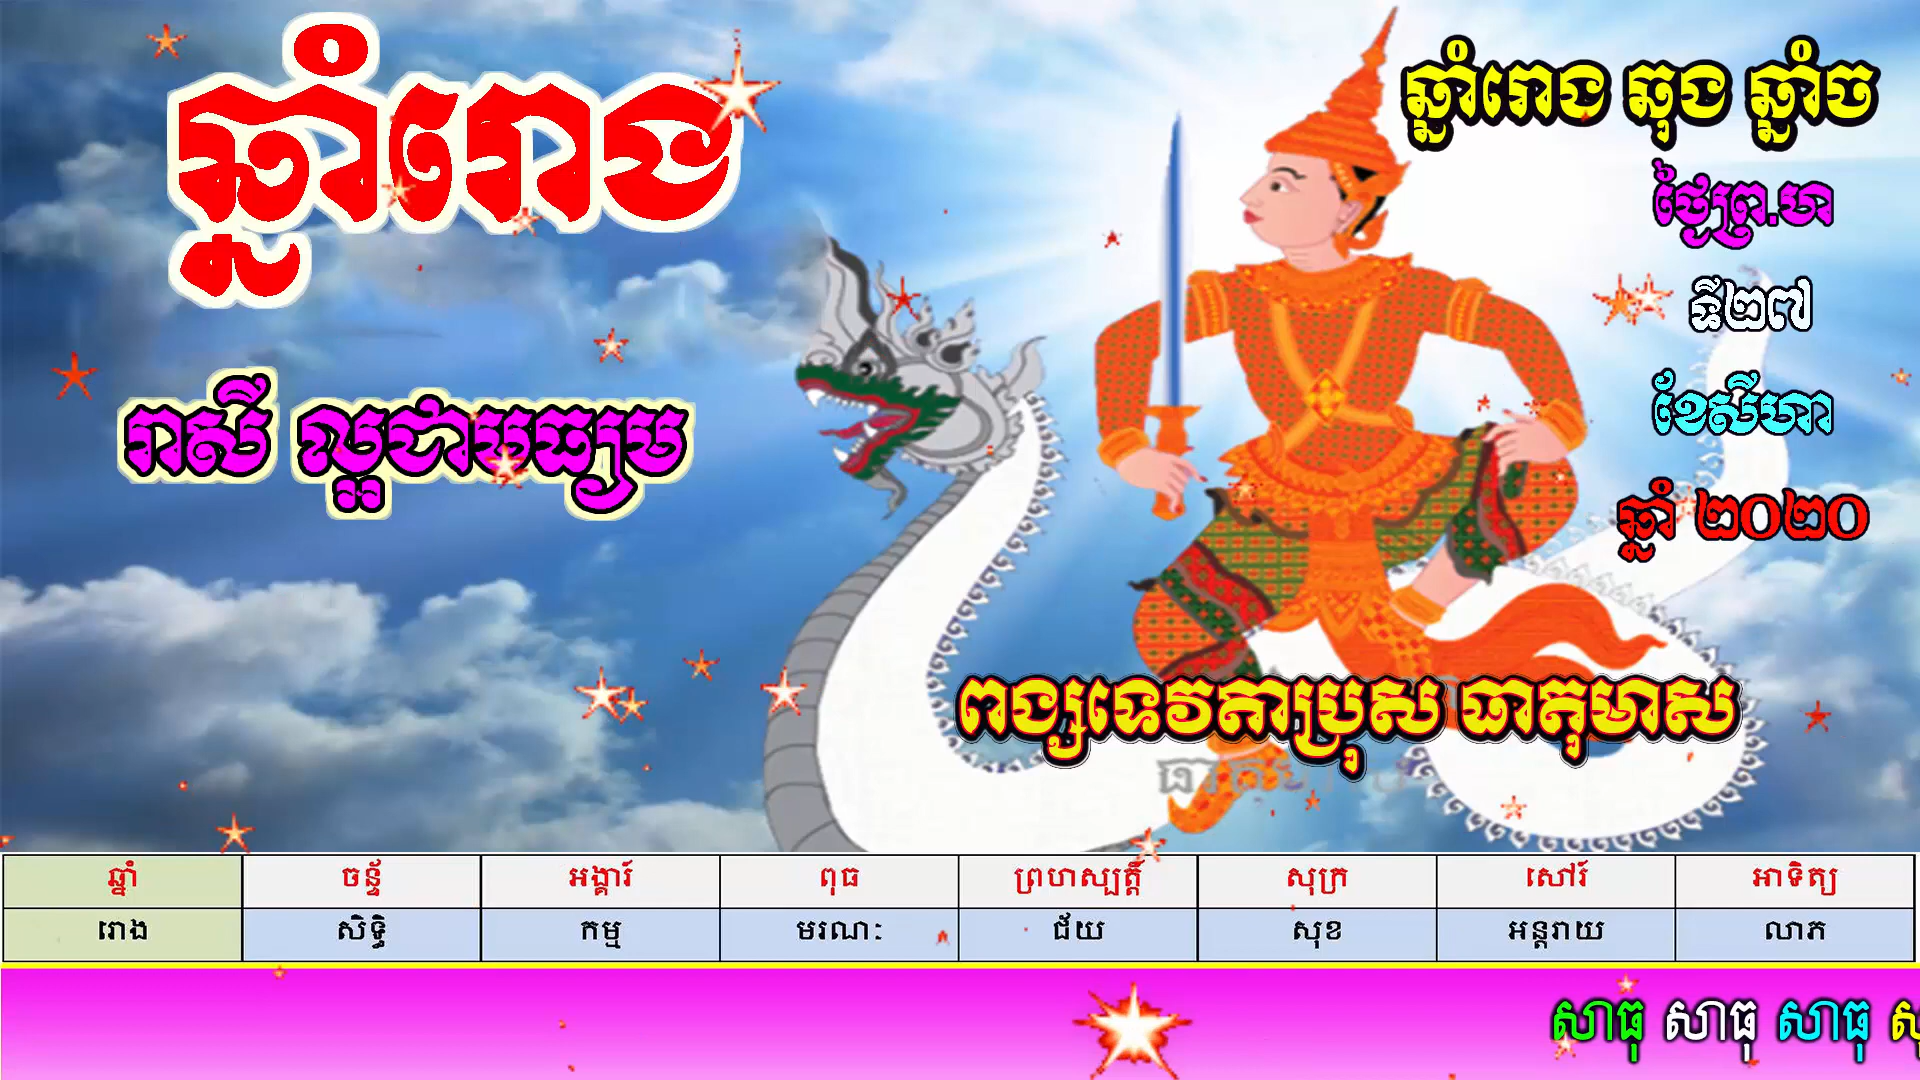 ឆ្នាំរោង
រាសី ល្អជាមធ្យម
ឆ្នាំរោង ឆុង ឆ្នាំច
ថ្ងៃព្រ.ហ
ទី២៧
ខែសីហា
ឆ្នាំ ២០២០
ពង្សទេវតាប្រុស ធាតុមាស
ឆ្នាំ ចន្ទ័ អង្គារ៍ ពុធ ព្រហស្បត្តិ៍ សុក្រ សៅរ៍ អាទិត្យ
រោង សិទ្ធិ កម្ម មរណៈ ជ័យ សុខ អន្តរាយ លាភ
សាធុ សាធុ សាធុ